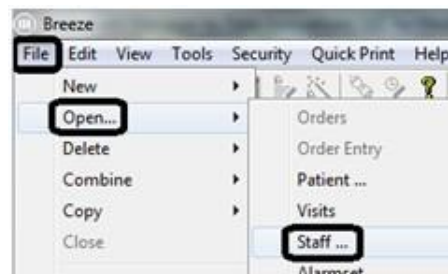 Breeze
File Edit View Tools Security Quick Print Help
New
Open...
Delete
Combine
Copy
Close
Orders
Order Entry
Patient ...
Visits
Staff ...
Alarmset